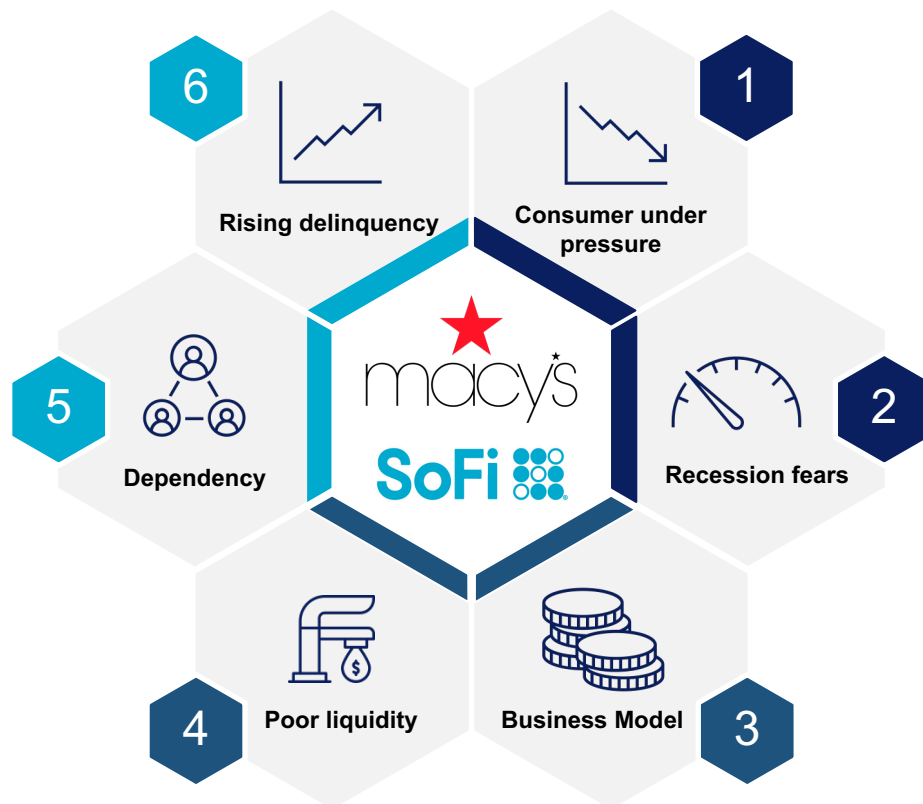 6
1
Rising delinquency
Consumer under
pressure
macy's
SoFi
5
2
Dependency
Recession fears
$
4
3
Poor liquidity
Business Model